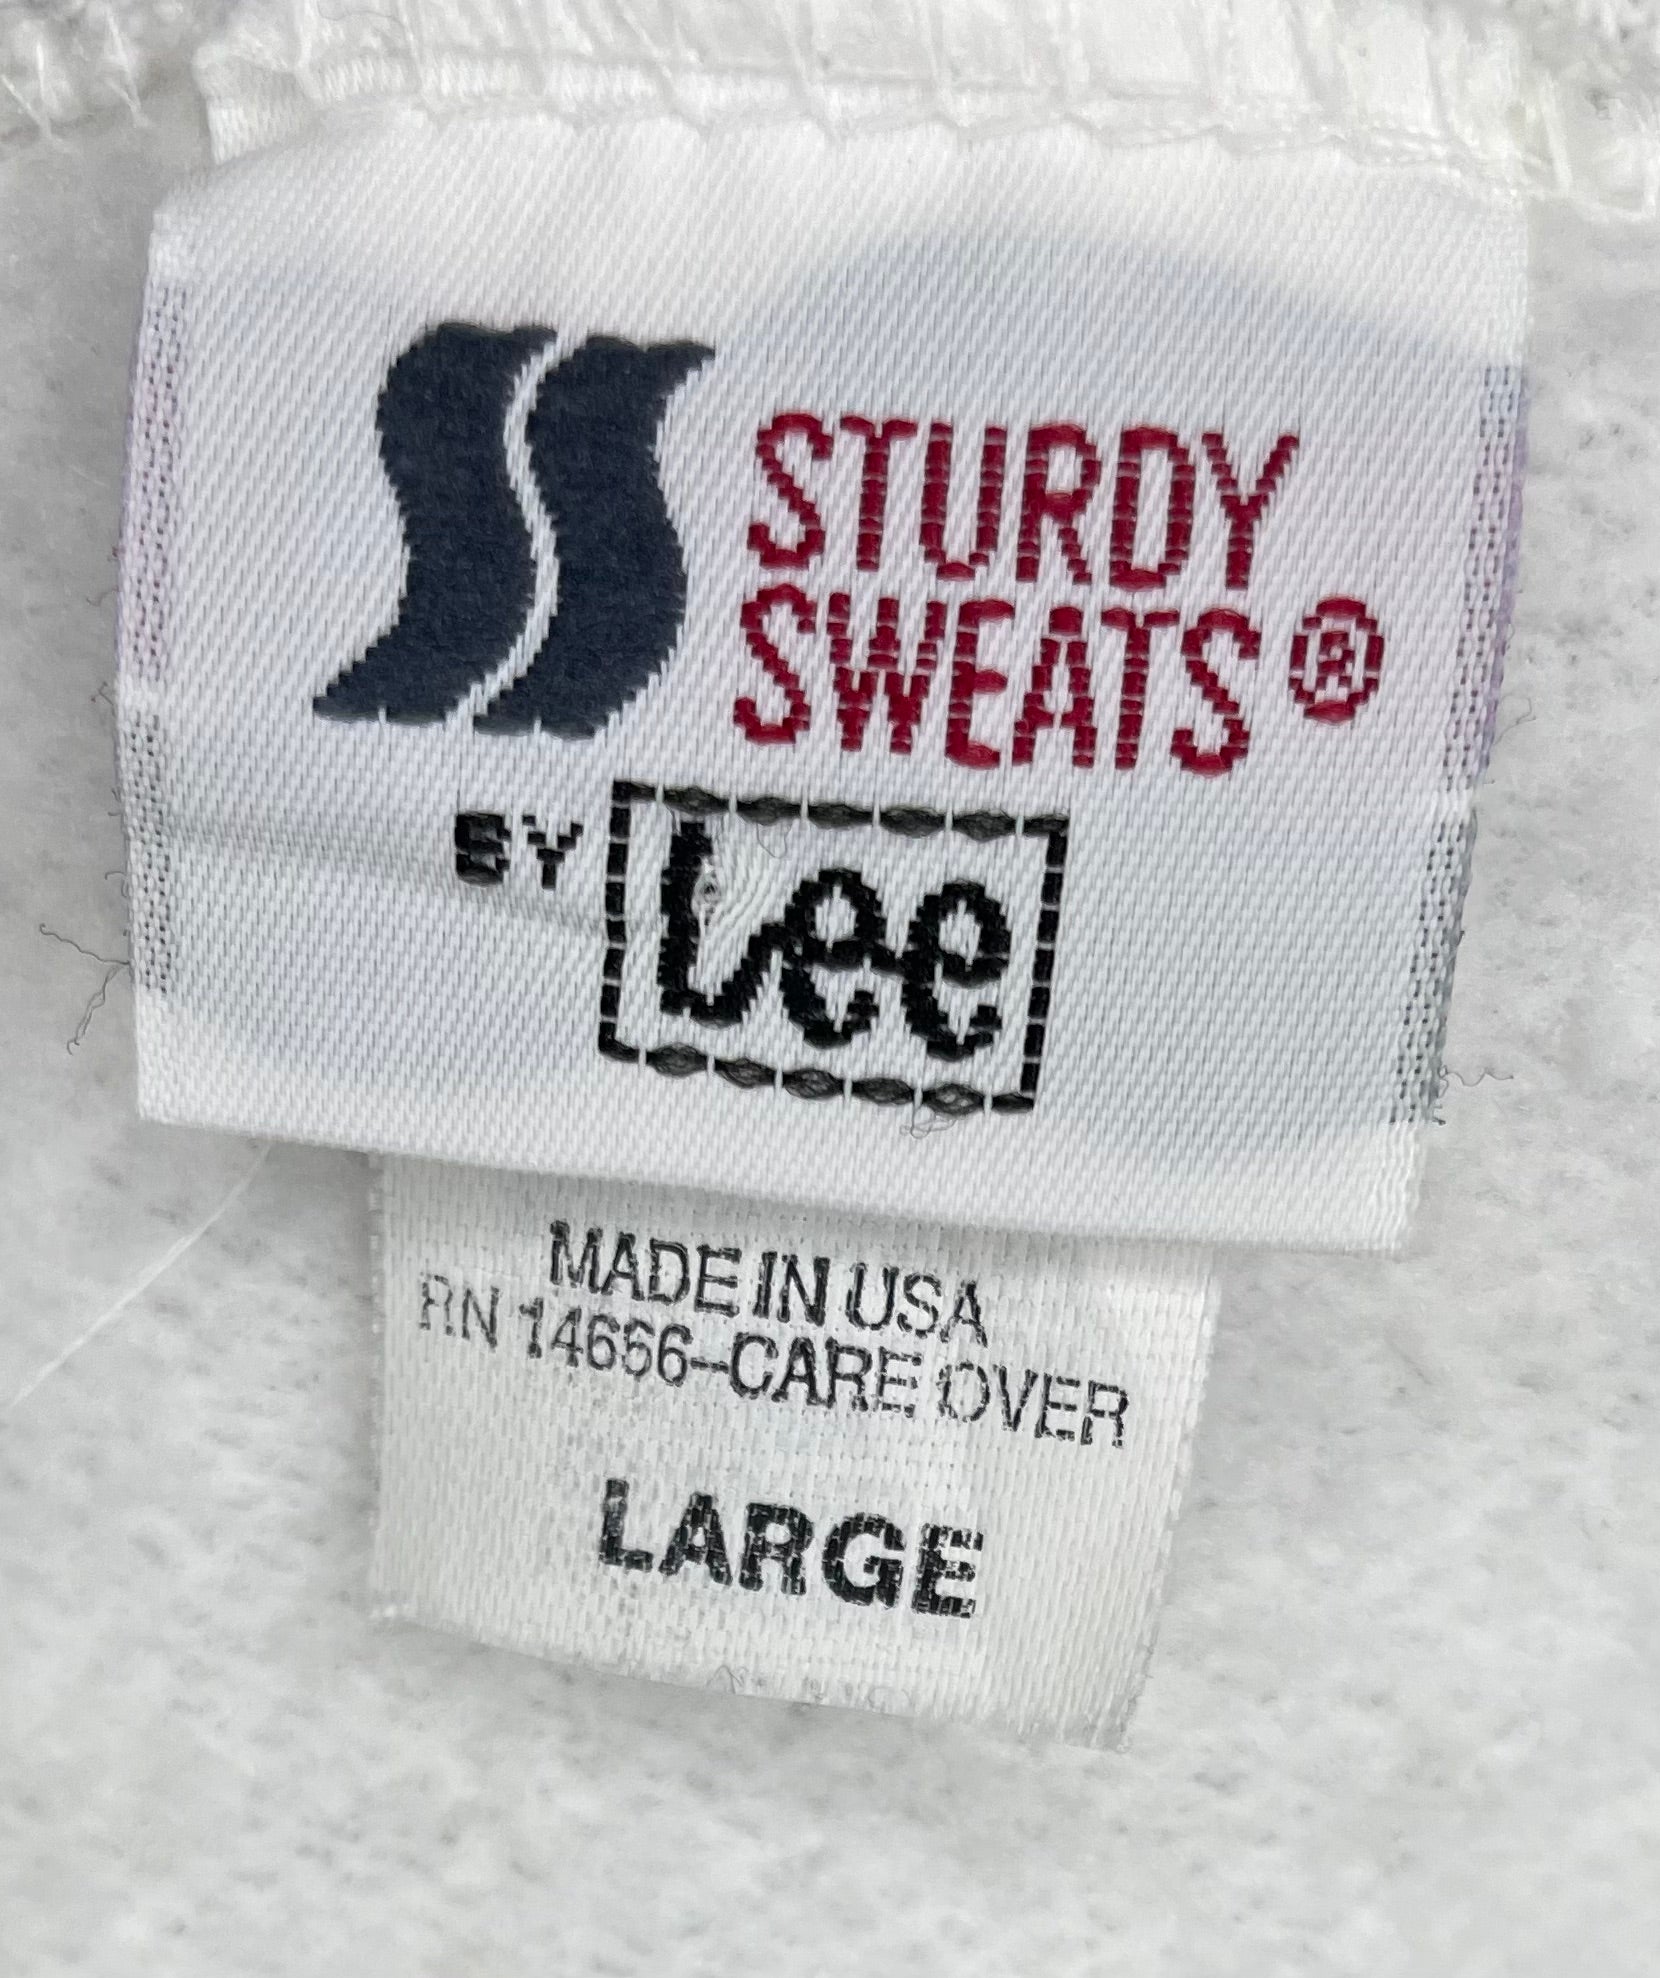 SS STURDY
SWEATS®
BY Lee
MADE IN USA
RN 14666-CARE OVER
LARGE